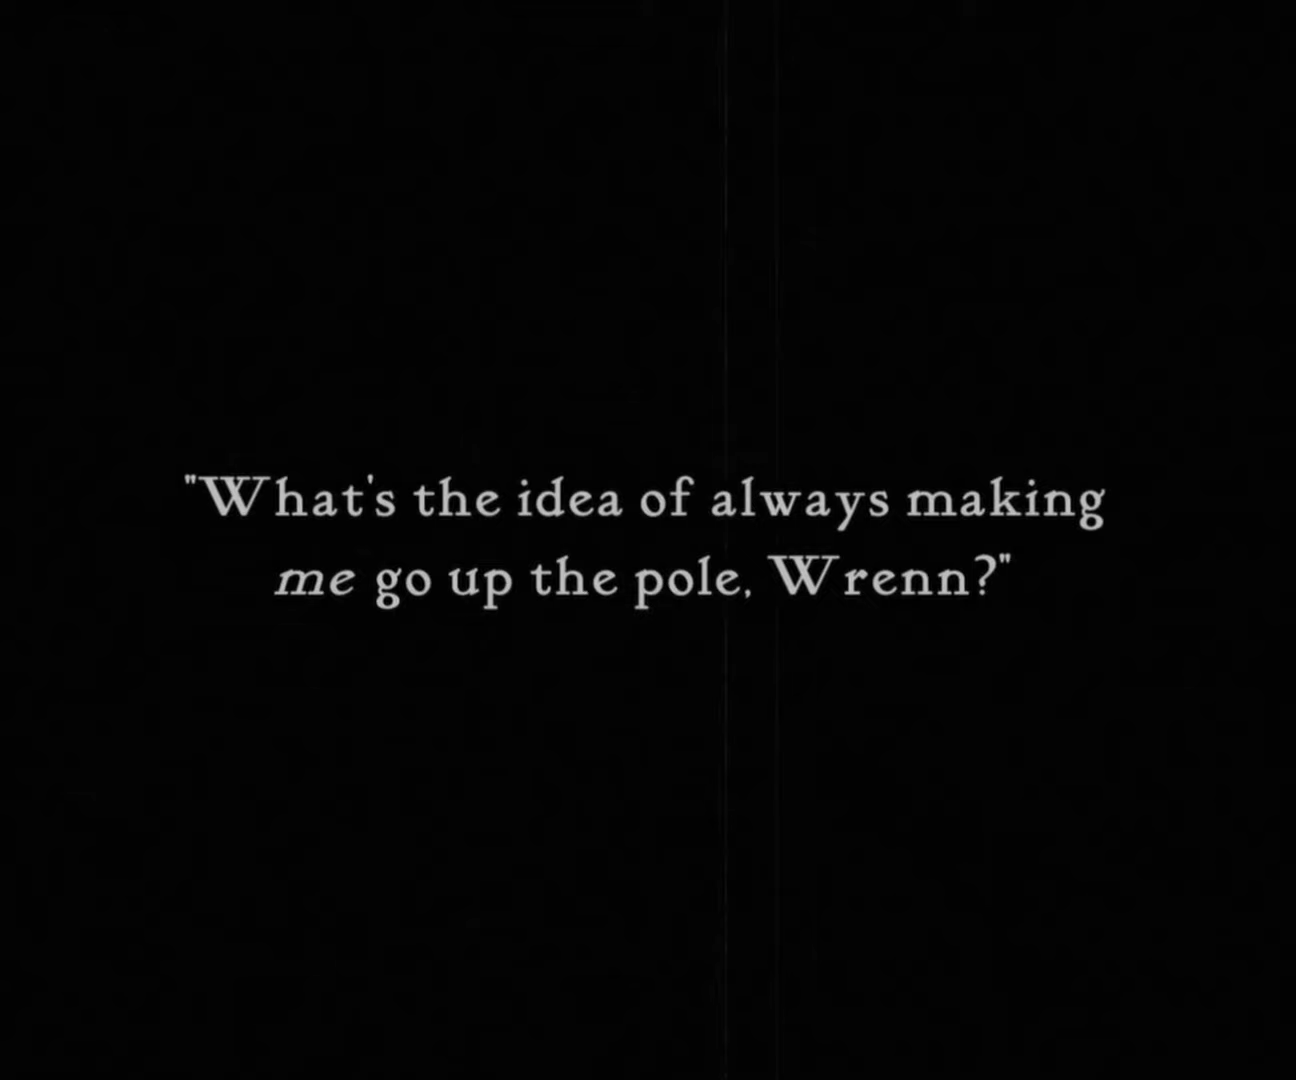 "What's the idea of always making
me go up the pole, Wrenn?"